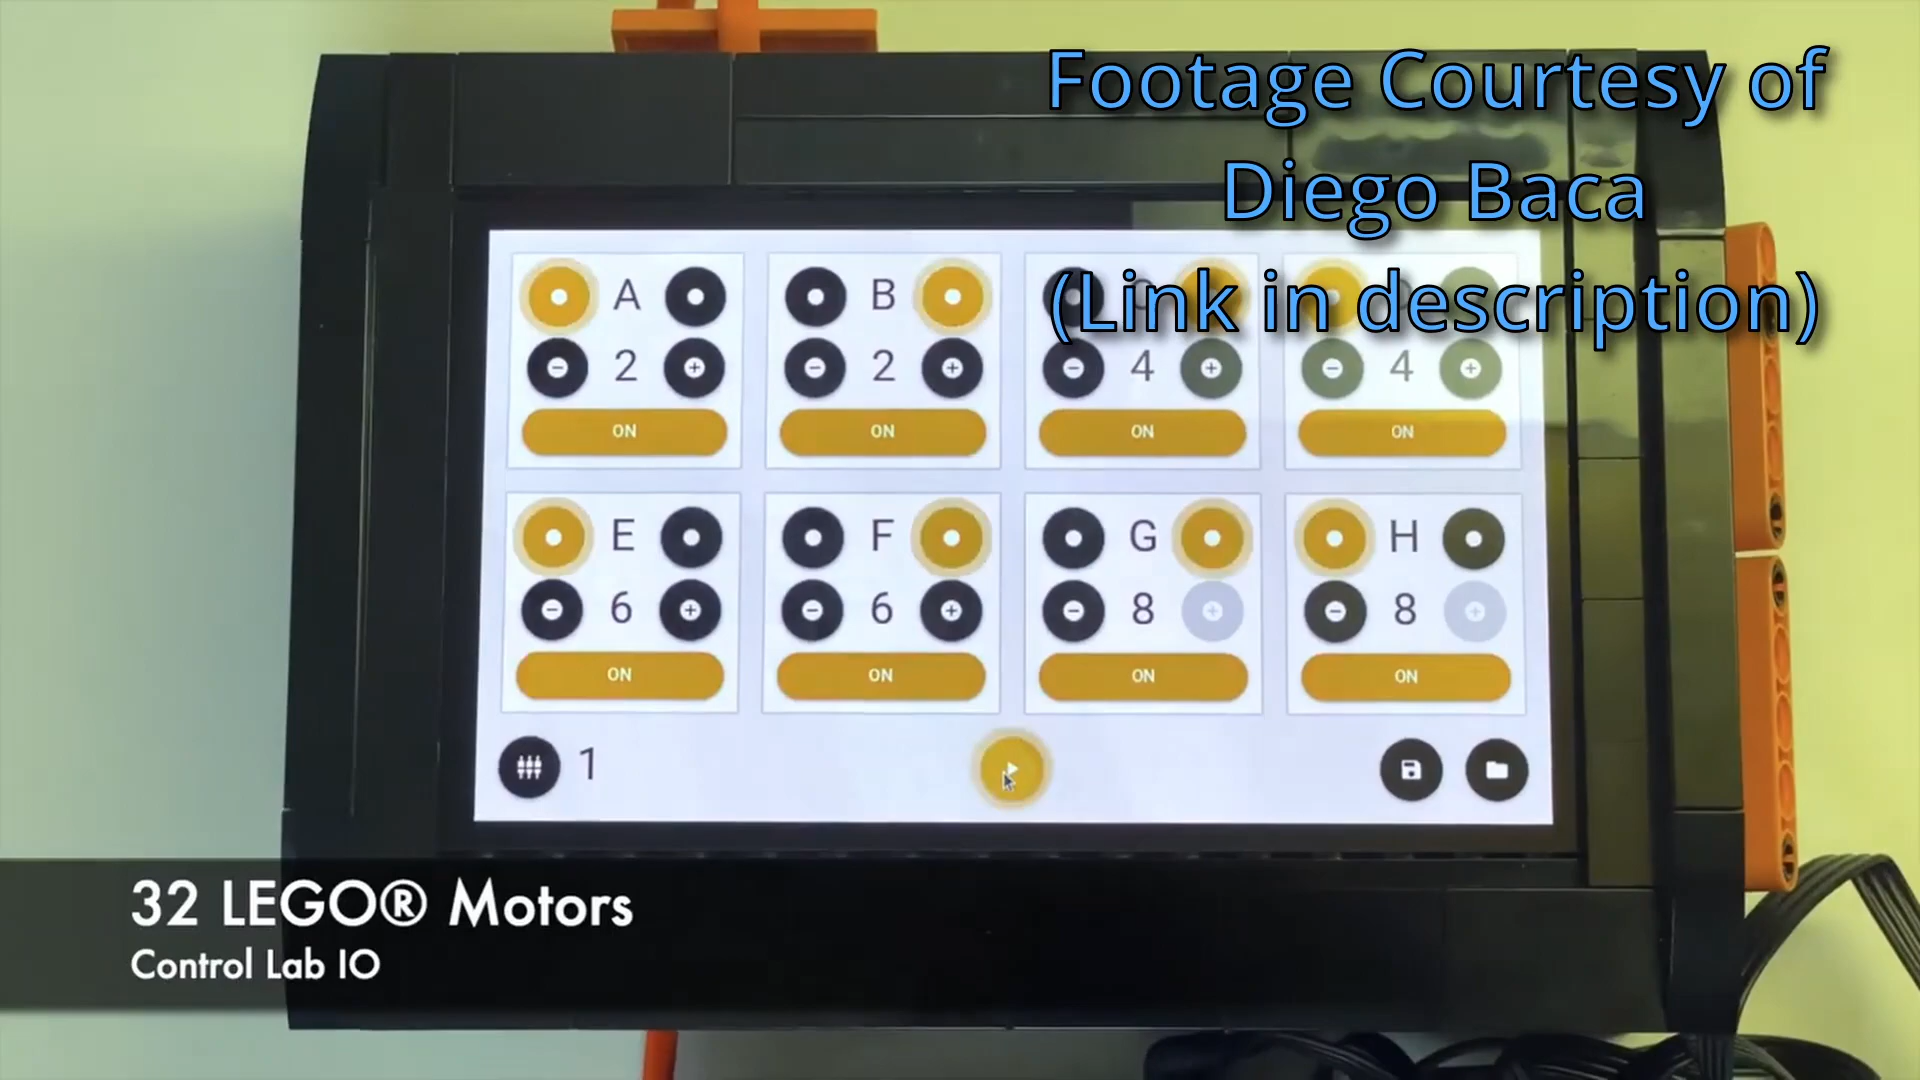 Footage Courtesy of
Diego Baca
(Link in description)
A B
2 2 4 4
ON ON ON ON
E F G H
6 6 8 8
ON ON ON ON
1
32 LEGO® Motors
Control Lab IO